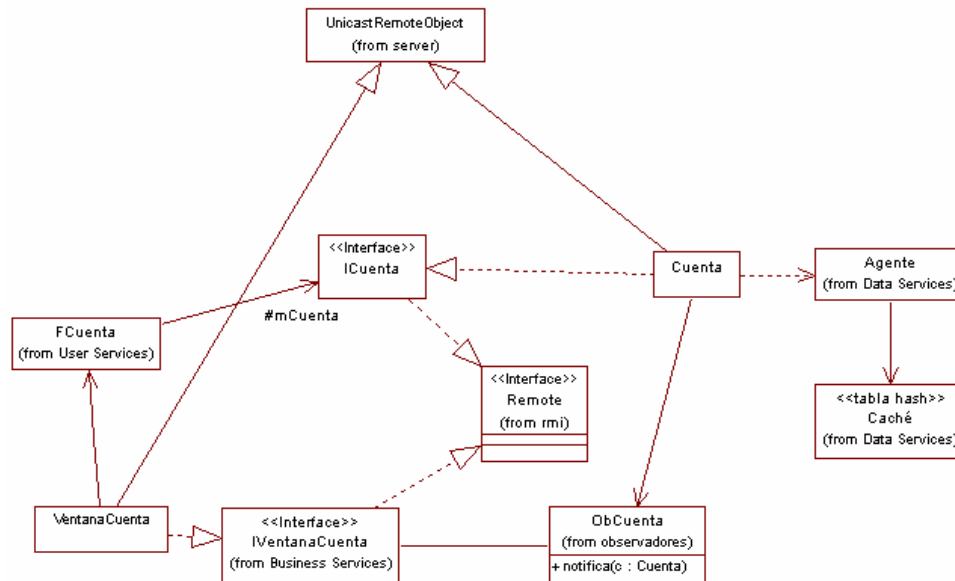 UnicastRemoteObject
(from server)
<<Interface>>
ICuenta
Cuenta
Agente
(from Data Services)
#mCuenta
FCuenta
(from User Services)
<<Interface>>
Remote
(from rmi)
<<tabla hash>>
Caché
(from Data Services)
VentanaCuenta
<<Interface>>
IVentanaCuenta
(from Business Services)
ObCuenta
(from observadores)
+ notifica(c : Cuenta)